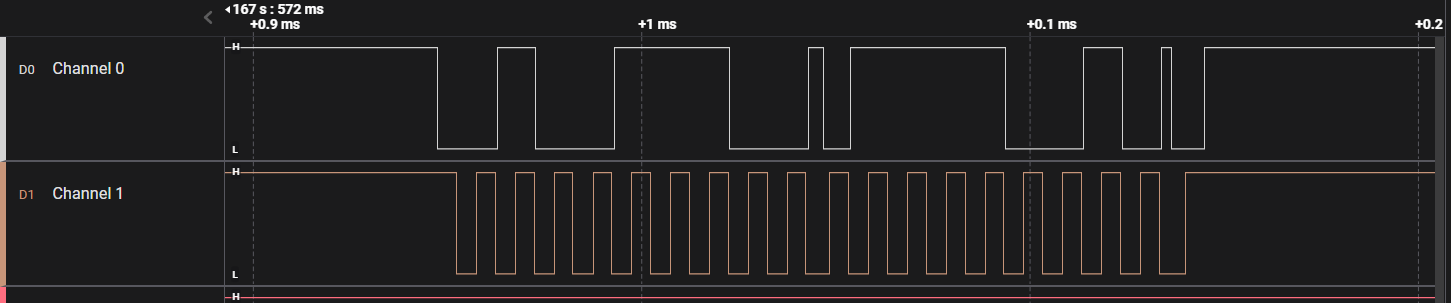 167 s : 572 ms
+0.9 ms +1 ms +0.1 ms +0.2
H
D0 Channel 0
L
H
D1 Channel 1
L
H